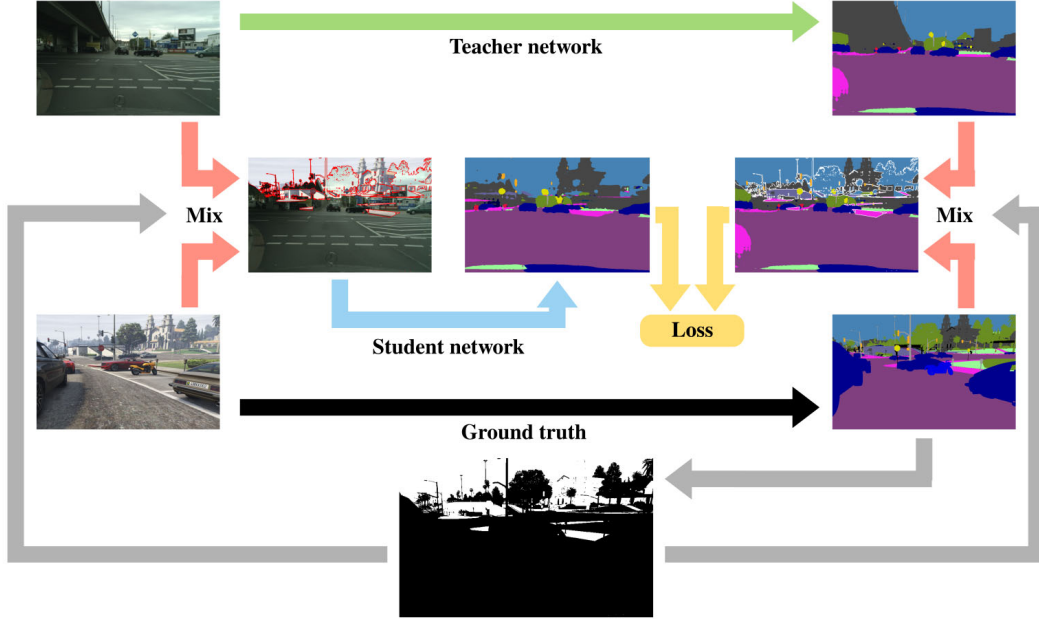 Teacher network
Mix
Mix
Student network
Loss
Ground truth